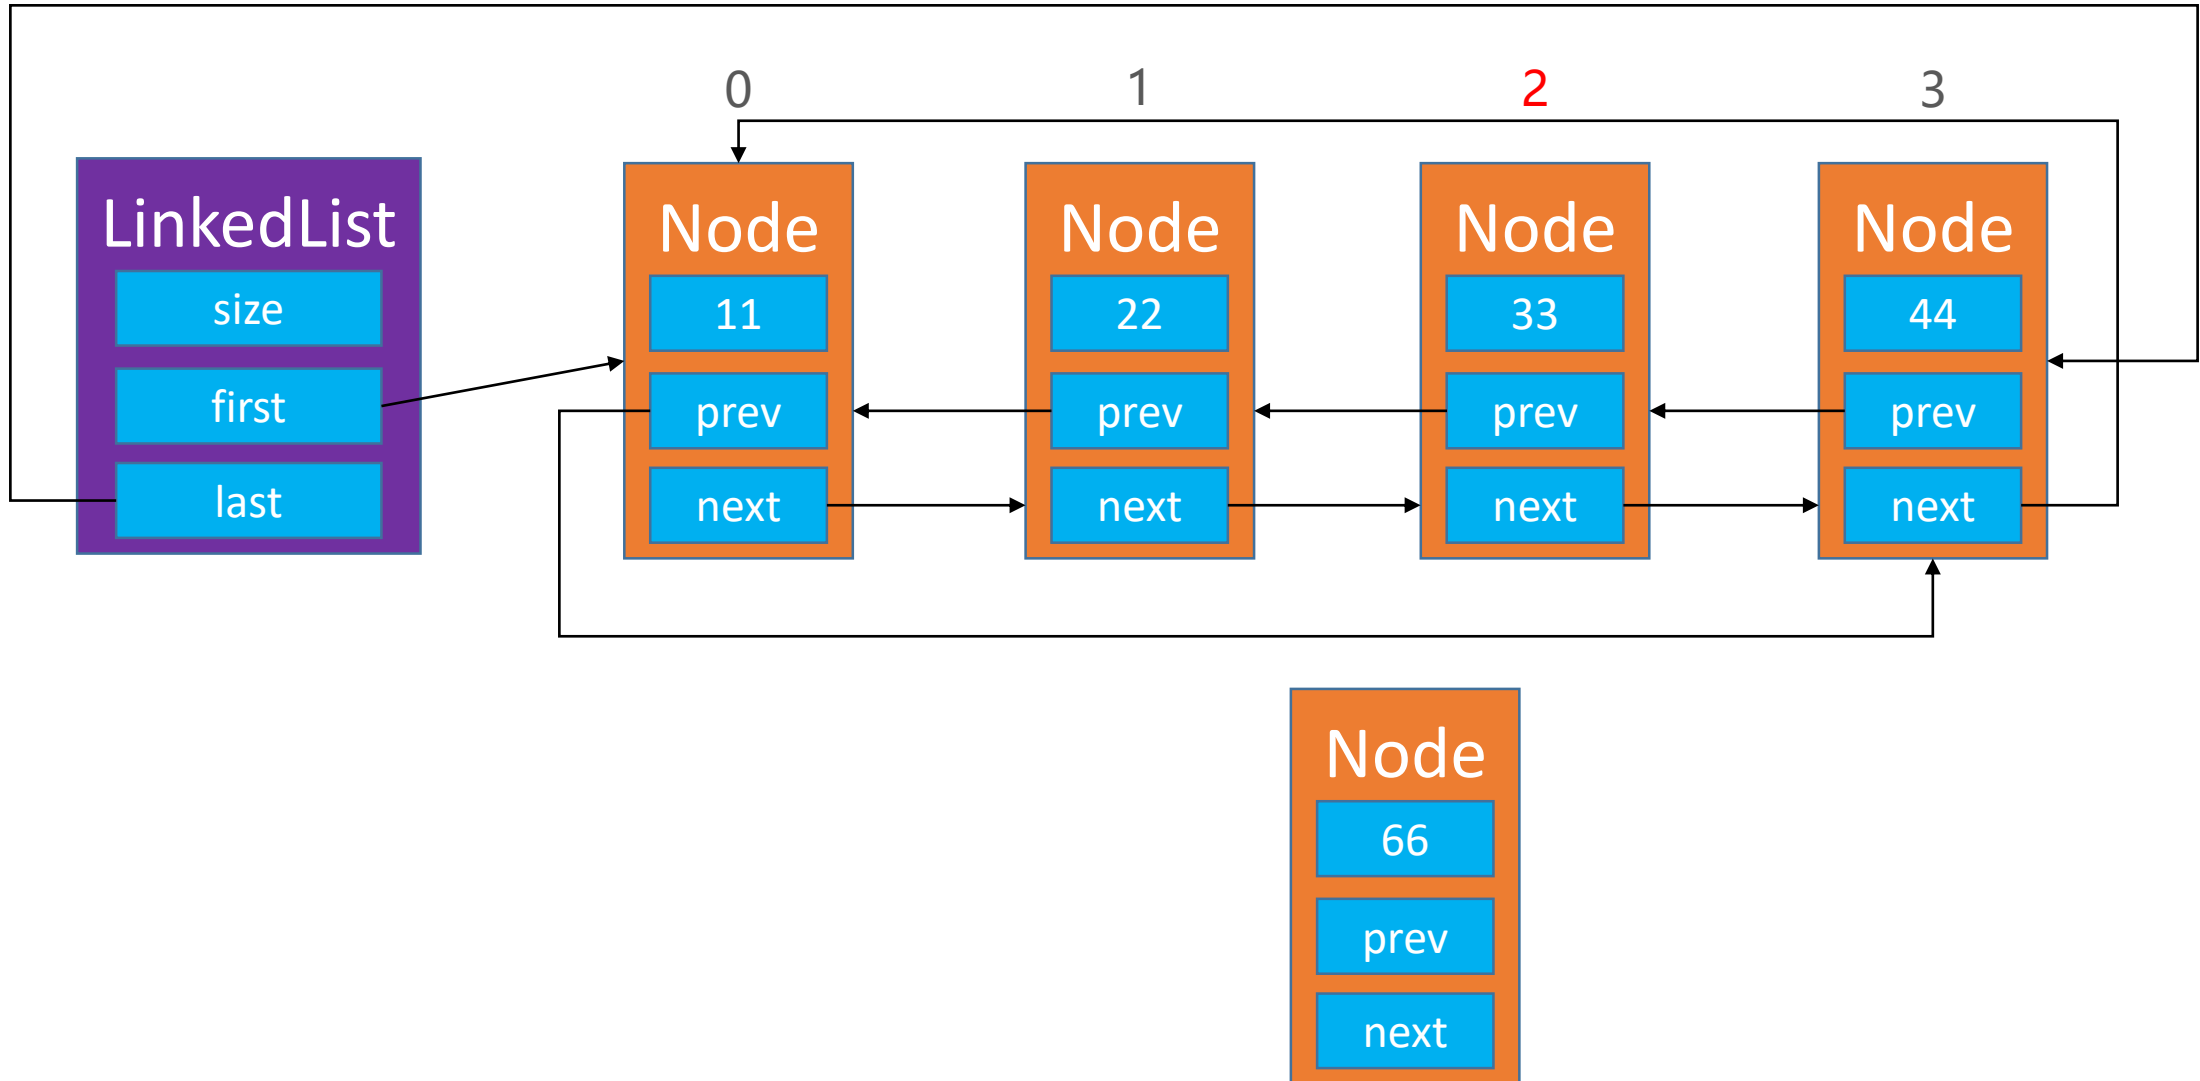 0 1 2 3
LinkedList
size
first
last
Node
11
prev
next
Node
22
prev
next
Node
33
prev
next
Node
44
prev
next
Node
66
prev
next